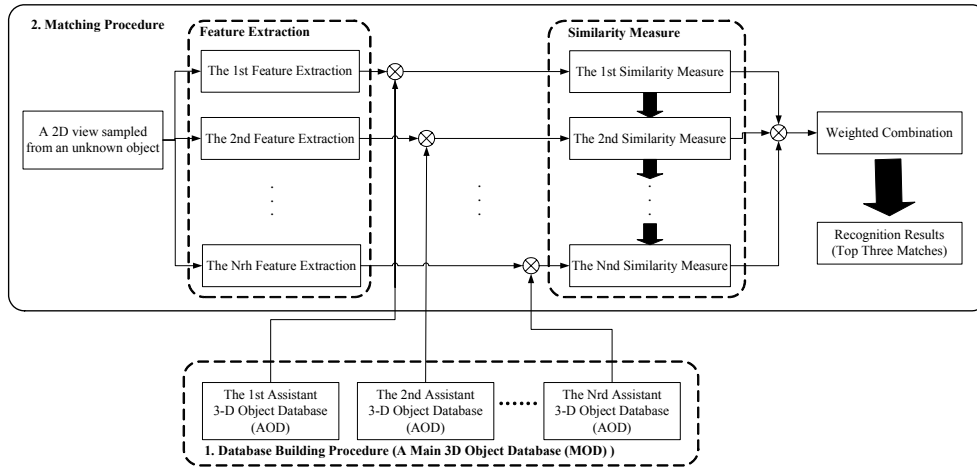 2. Matching Procedure
Feature Extraction
Similarity Measure
The 1st Feature Extraction
The 1st Similarity Measure
A 2D view sampled
from an unknown object
The 2nd Feature Extraction
The 2nd Similarity Measure
Weighted Combination
Recognition Results
(Top Three Matches)
The Nrh Feature Extraction
The Nnd Similarity Measure
The 1st Assistant
3-D Object Database
(AOD)
The 2nd Assistant
3-D Object Database
(AOD)
The Nrd Assistant
3-D Object Database
(AOD)
1. Database Building Procedure (A Main 3D Object Database (MOD) )